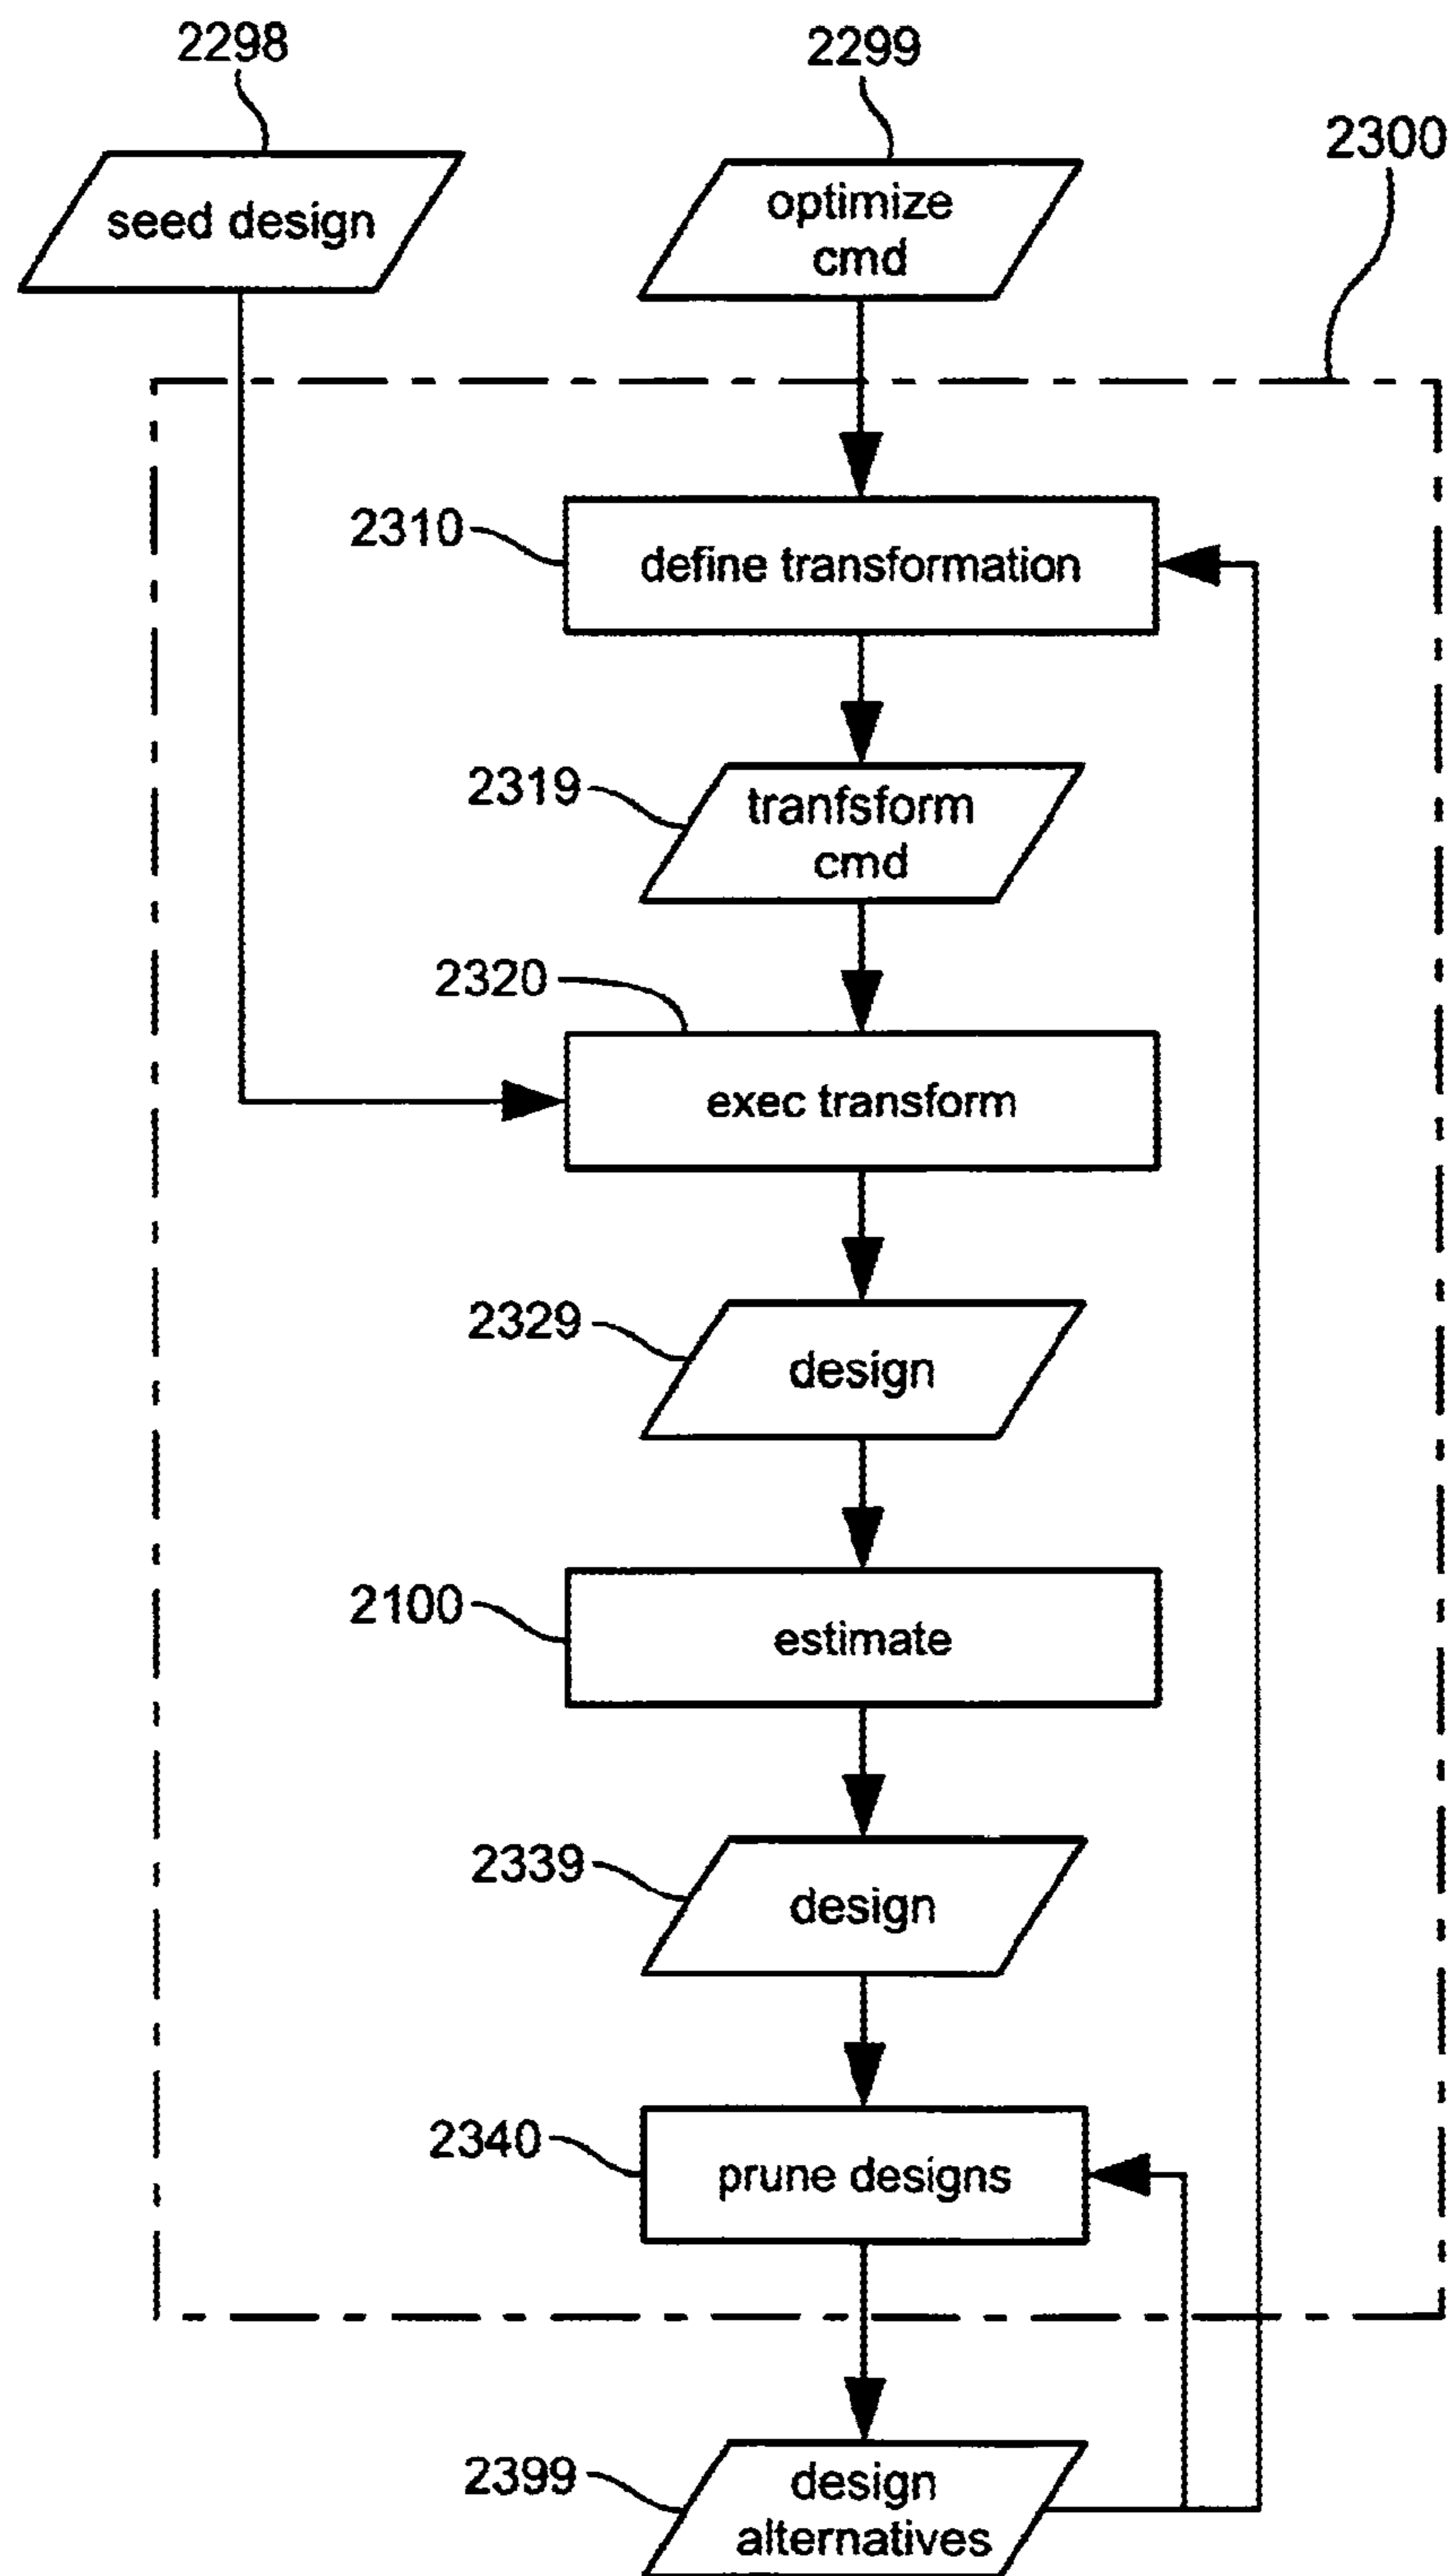 2298
2299
2300
seed design
optimize
cmd
2310
define transformation
2319
tranfsform
cmd
2320
exec transform
2329
design
2100
estimate
2339
design
2340
prune designs
2399
design
alternatives